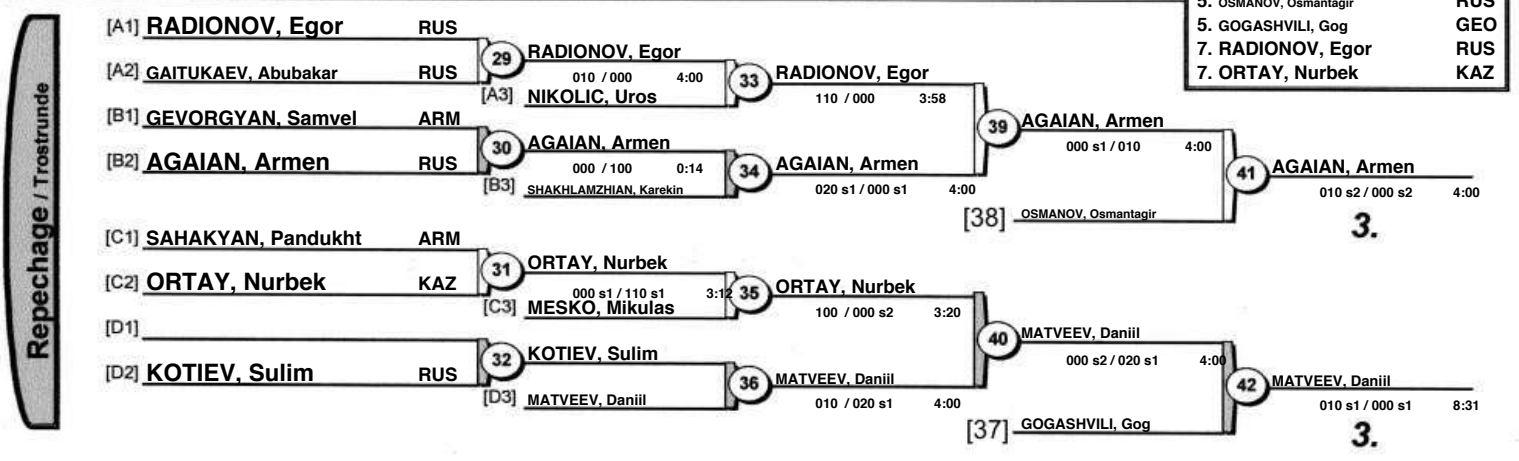 5. OSMANOV, Osmantagir RUS
5. GOGASHVILI, Gog GEO
7. RADIONOV, Egor RUS
7. ORTAY, Nurbek KAZ
Repechage / Trostrunde
[A1] RADIONOV, Egor RUS
29 RADIONOV, Egor
[A2] GAITUKAEV, Abubakar RUS
010 / 000 4:00
[A3] NIKOLIC, Uros
33 RADIONOV, Egor
110 / 000 3:58
[B1] GEVORGYAN, Samvel ARM
30 AGAIAN, Armen
[B2] AGAIAN, Armen RUS
000 / 100 0:14
[B3] SHAKHLAMZHIAN, Karekin
34 AGAIAN, Armen
020 s1 / 000 s1 4:00
39 AGAIAN, Armen
000 s1 / 010 4:00
[38] OSMANOV, Osmantagir
41 AGAIAN, Armen
010 s2 / 000 s2 4:00
3.
[C1] SAHAKYAN, Pandukht ARM
31 ORTAY, Nurbek
[C2] ORTAY, Nurbek KAZ
000 s1 / 110 s1 3:12
[C3] MESKO, Mikulas
35 ORTAY, Nurbek
100 / 000 s2 3:20
[D1]
32 KOTIEV, Sulim
[D2] KOTIEV, Sulim RUS
[D3] MATVEEV, Daniil
36 MATVEEV, Daniil
010 / 020 s1 4:00
40 MATVEEV, Daniil
000 s2 / 020 s1 4:00
[37] GOGASHVILI, Gog
42 MATVEEV, Daniil
010 s1 / 000 s1 8:31
3.